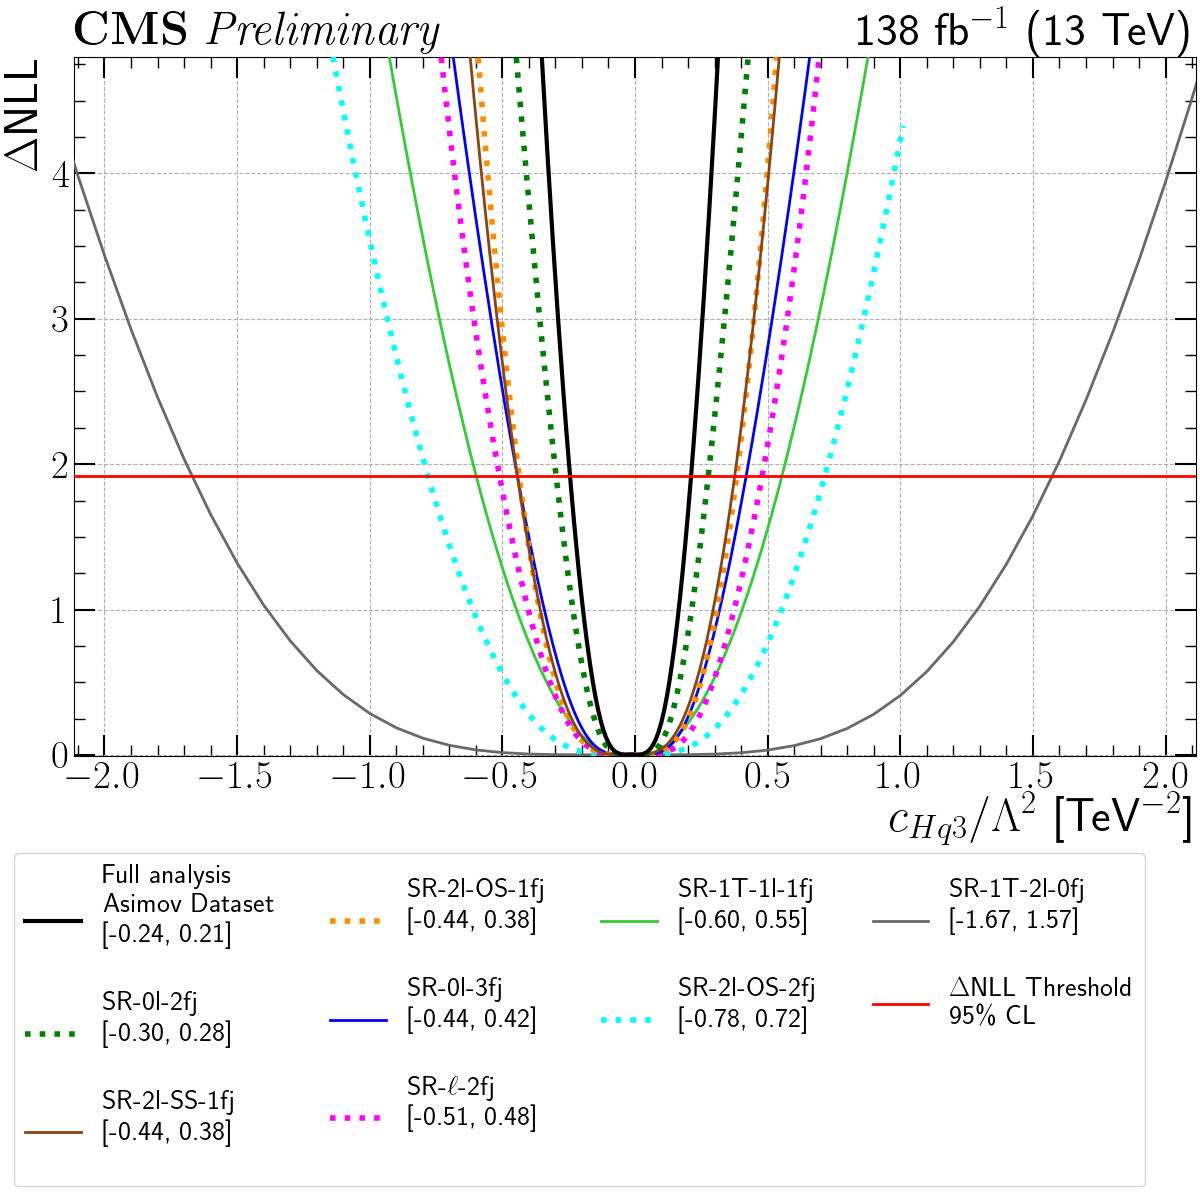 CMS Preliminary 138 fb⁻¹ (13 TeV)
ΔNLL
4
3
2
1
0
−2.0 −1.5 −1.0 −0.5 0.0 0.5 1.0 1.5 2.0
c_{Hq3}/Λ² [TeV⁻²]
Full analysis
Asimov Dataset
[-0.24, 0.21]
SR-0l-2fj
[-0.30, 0.28]
SR-2l-SS-1fj
[-0.44, 0.38]
SR-2l-OS-1fj
[-0.44, 0.38]
SR-0l-3fj
[-0.44, 0.42]
SR-ℓ-2fj
[-0.51, 0.48]
SR-1T-1l-1fj
[-0.60, 0.55]
SR-2l-OS-2fj
[-0.78, 0.72]
SR-1T-2l-0fj
[-1.67, 1.57]
ΔNLL Threshold
95% CL